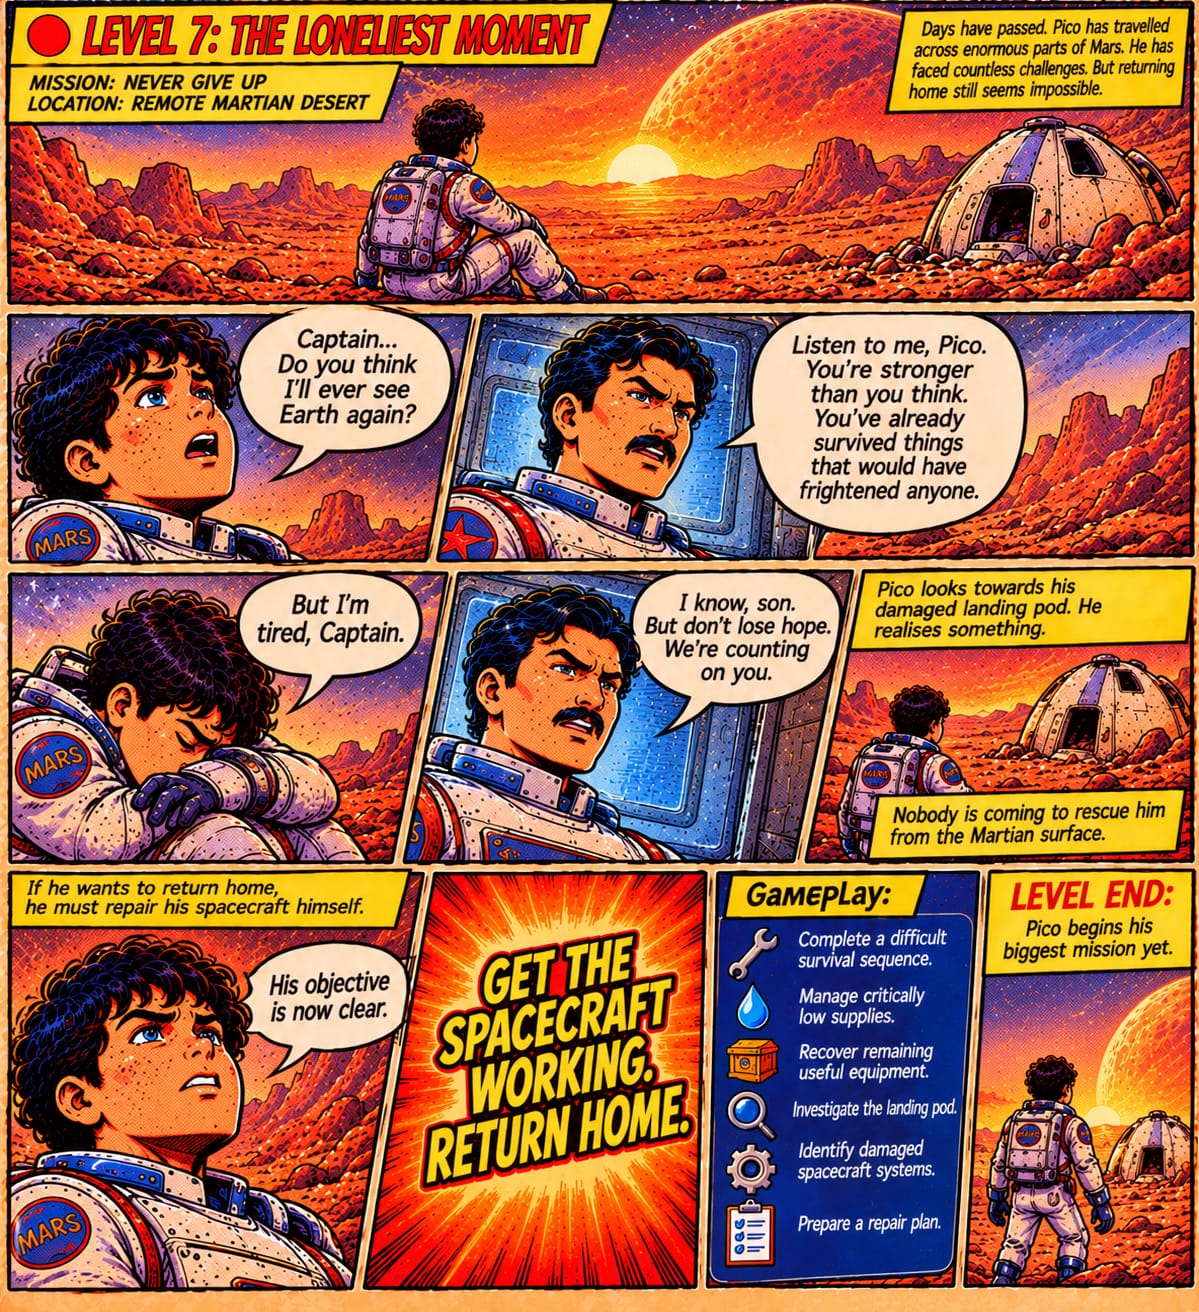 LEVEL 7: THE LONELIEST MOMENT
MISSION: NEVER GIVE UP
LOCATION: REMOTE MARTIAN DESERT
Days have passed. Pico has travelled
across enormous parts of Mars. He has
faced countless challenges. But returning
home still seems impossible.
MARS
MARS
Captain...
Do you think
I'll ever see
Earth again?
MARS
Listen to me, Pico.
You're stronger
than you think.
You've already
survived things
that would have
frightened anyone.
But I'm
tired, Captain.
MARS
I know, son.
But don't lose hope.
We're counting
on you.
Pico looks towards his
damaged landing pod. He
realises something.
MARS
MARS
Nobody is coming to rescue him
from the Martian surface.
If he wants to return home,
he must repair his spacecraft himself.
His objective
is now clear.
MARS
GET THE
SPACECRAFT
WORKING.
RETURN HOME.
GAMEPLAY:
Complete a difficult
survival sequence.
Manage critically
low supplies.
Recover remaining
useful equipment.
Investigate the landing pod.
Identify damaged
spacecraft systems.
Prepare a repair plan.
LEVEL END:
Pico begins his
biggest mission yet.
MARS